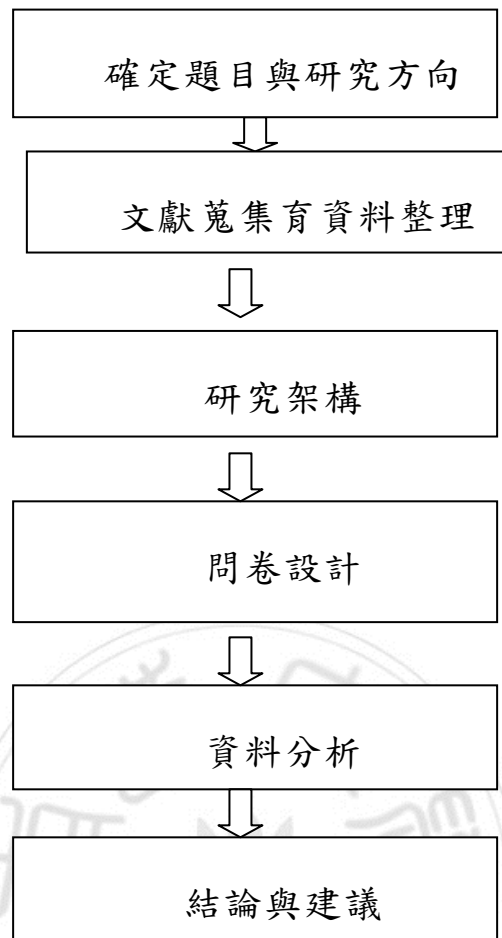 確定題目與研究方向
文獻蒐集育資料整理
研究架構
問卷設計
資料分析
結論與建議